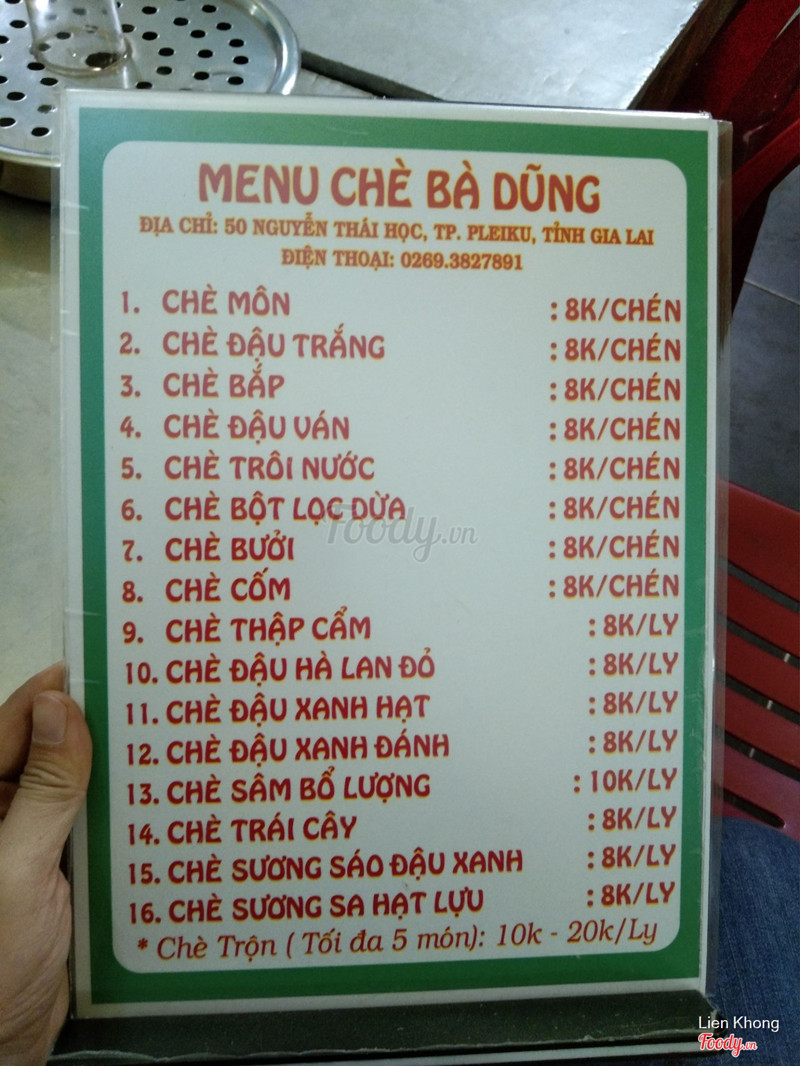 MENU CHÈ BÀ DŨNG
ĐỊA CHỈ: 50 NGUYỄN THÁI HỌC, TP. PLEIKU, TỈNH GIA LAI
ĐIỆN THOẠI: 0269.3827891
1. CHÈ MÔN : 8K/CHÉN
2. CHÈ ĐẬU TRẮNG : 8K/CHÉN
3. CHÈ BẮP : 8K/CHÉN
4. CHÈ ĐẬU VÁN : 8K/CHÉN
5. CHÈ TRÔI NƯỚC : 8K/CHÉN
6. CHÈ BỘT LỌC DỪA : 8K/CHÉN
7. CHÈ BƯỞI : 8K/CHÉN
8. CHÈ CỐM : 8K/CHÉN
9. CHÈ THẬP CẨM : 8K/LY
10. CHÈ ĐẬU HÀ LAN ĐỎ : 8K/LY
11. CHÈ ĐẬU XANH HẠT : 8K/LY
12. CHÈ ĐẬU XANH ĐÁNH : 8K/LY
13. CHÈ SÂM BỔ LƯỢNG : 10K/LY
14. CHÈ TRÁI CÂY : 8K/LY
15. CHÈ SƯƠNG SÁO ĐẬU XANH : 8K/LY
16. CHÈ SƯƠNG SA HẠT LỰU : 8K/LY
* Chè Trộn ( Tối đa 5 món): 10k - 20k/Ly
Foody.vn
Lien Khong
Foody.vn